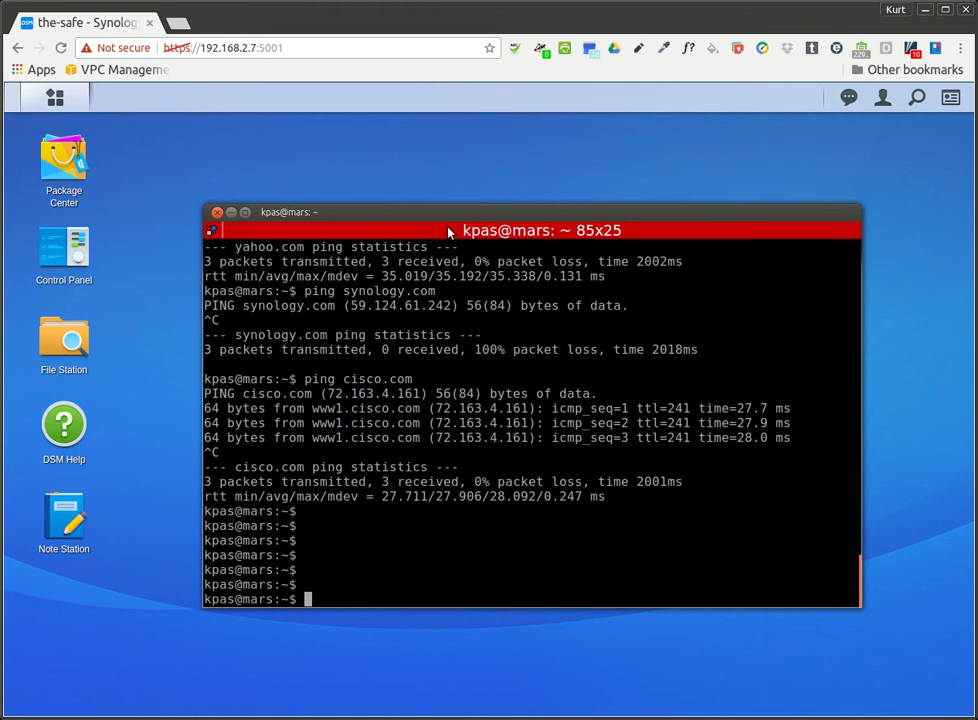 Kurt
DSM the-safe - Synolog
Not secure https://192.168.2.7:5001
Apps VPC Manageme Other bookmarks
Package
Center
Control Panel
File Station
DSM Help
Note Station
kpas@mars: ~
kpas@mars: ~ 85x25
--- yahoo.com ping statistics ---
3 packets transmitted, 3 received, 0% packet loss, time 2002ms
rtt min/avg/max/mdev = 35.019/35.192/35.338/0.131 ms
kpas@mars:~$ ping synology.com
PING synology.com (59.124.61.242) 56(84) bytes of data.
^C
--- synology.com ping statistics ---
3 packets transmitted, 0 received, 100% packet loss, time 2018ms
kpas@mars:~$ ping cisco.com
PING cisco.com (72.163.4.161) 56(84) bytes of data.
64 bytes from www1.cisco.com (72.163.4.161): icmp_seq=1 ttl=241 time=27.7 ms
64 bytes from www1.cisco.com (72.163.4.161): icmp_seq=2 ttl=241 time=27.9 ms
64 bytes from www1.cisco.com (72.163.4.161): icmp_seq=3 ttl=241 time=28.0 ms
^C
--- cisco.com ping statistics ---
3 packets transmitted, 3 received, 0% packet loss, time 2001ms
rtt min/avg/max/mdev = 27.711/27.906/28.092/0.247 ms
kpas@mars:~$
kpas@mars:~$
kpas@mars:~$
kpas@mars:~$
kpas@mars:~$
kpas@mars:~$
kpas@mars:~$